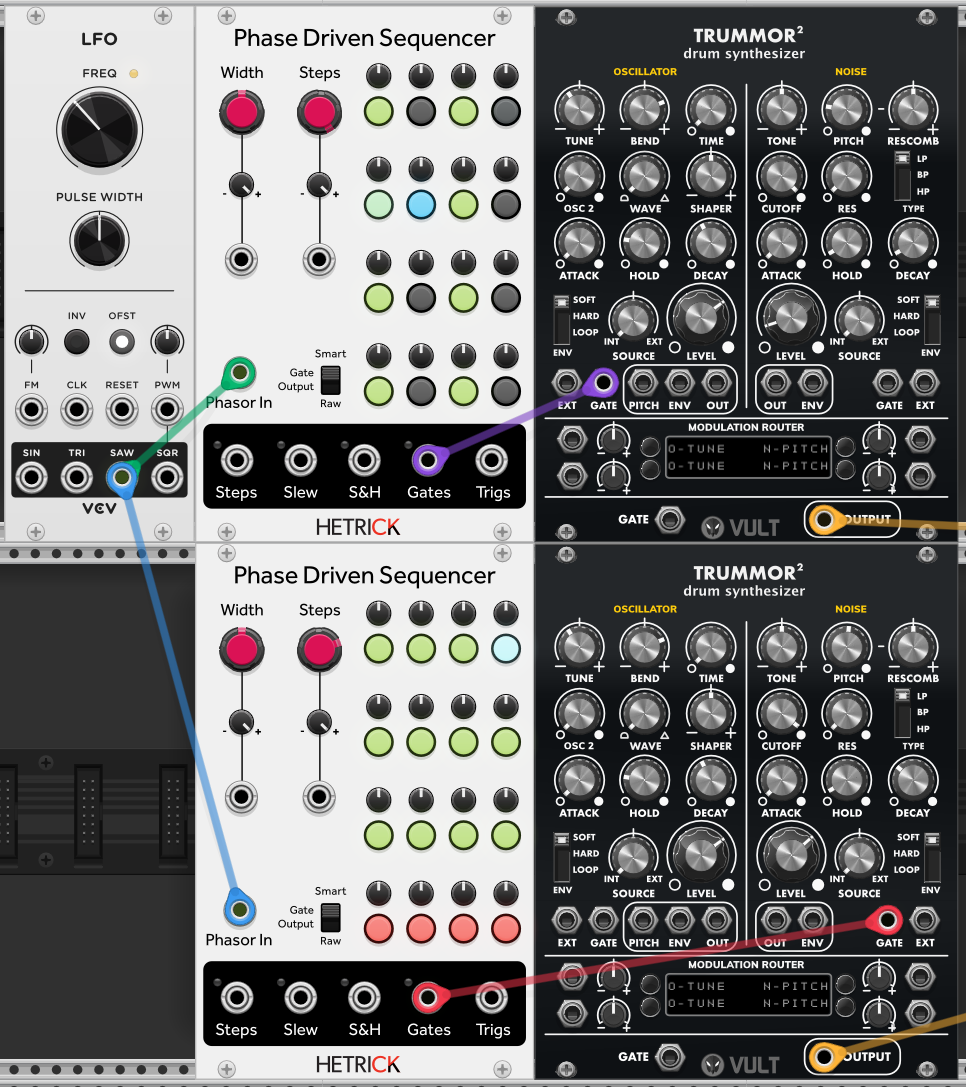 LFO
FREQ
PULSE WIDTH
INV OFST
FM CLK RESET PWM
SIN TRI SAW SQR
VCV
Phase Driven Sequencer
Width Steps
- +
- +
Smart
Gate
Output
Raw
Phasor In
Steps Slew S&H Gates Trigs
HETRICK
TRUMMOR²
drum synthesizer
OSCILLATOR NOISE
TUNE BEND TIME TONE PITCH RESCOMB
LP
BP
HP
OSC 2 WAVE SHAPER CUTOFF RES TYPE
ATTACK HOLD DECAY ATTACK HOLD DECAY
SOFT
HARD
LOOP
ENV
INT EXT
SOURCE LEVEL
LEVEL SOURCE
INT EXT
SOFT
HARD
LOOP
ENV
EXT GATE PITCH ENV OUT OUT ENV GATE EXT
MODULATION ROUTER
O-TUNE N-PITCH
O-TUNE N-PITCH
GATE VULT OUTPUT
Phase Driven Sequencer
Width Steps
- +
- +
Smart
Gate
Output
Raw
Phasor In
Steps Slew S&H Gates Trigs
HETRICK
TRUMMOR²
drum synthesizer
OSCILLATOR NOISE
TUNE BEND TIME TONE PITCH RESCOMB
LP
BP
HP
OSC 2 WAVE SHAPER CUTOFF RES TYPE
ATTACK HOLD DECAY ATTACK HOLD DECAY
SOFT
HARD
LOOP
ENV
INT EXT
SOURCE LEVEL
LEVEL SOURCE
INT EXT
SOFT
HARD
LOOP
ENV
EXT GATE PITCH ENV OUT OUT ENV GATE EXT
MODULATION ROUTER
O-TUNE N-PITCH
O-TUNE N-PITCH
GATE VULT OUTPUT